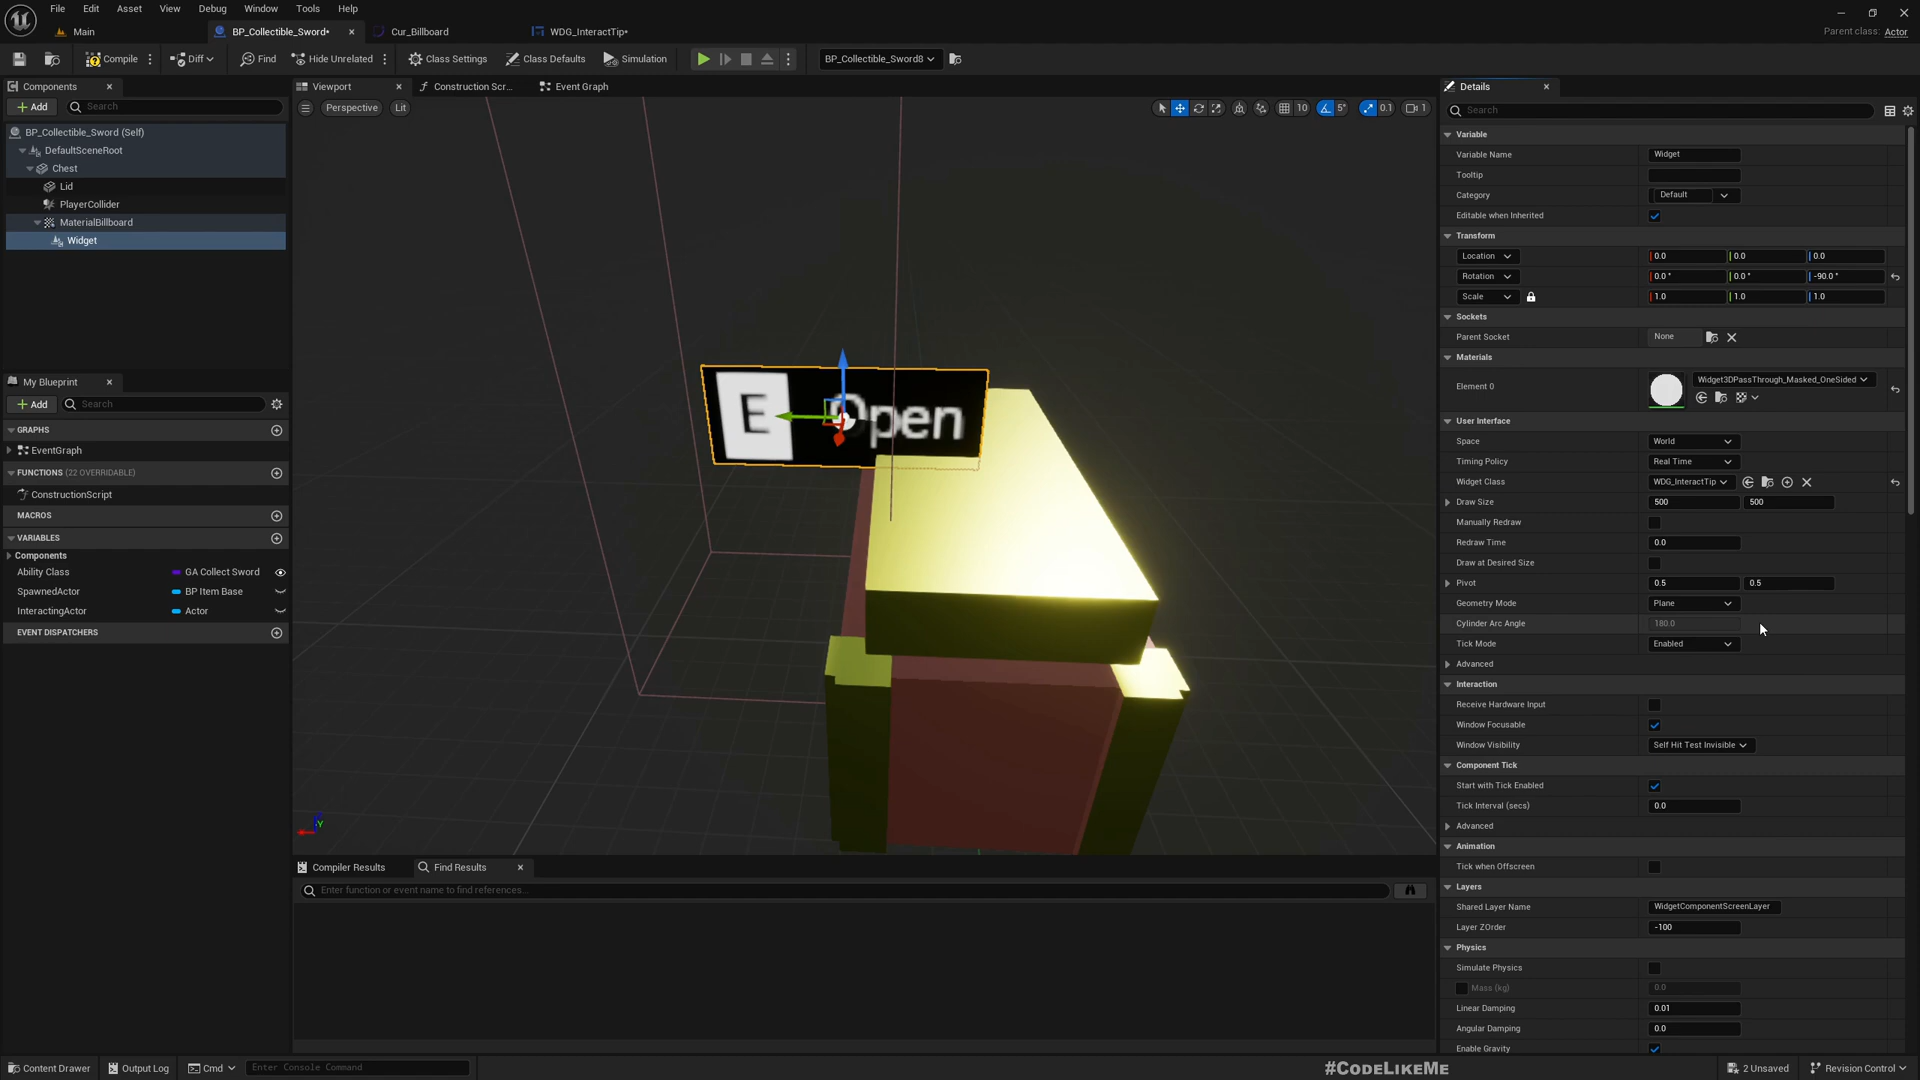 File Edit Asset View Debug Window Tools Help
Main BP_Collectible_Sword* Cur_Billboard WDG_InteractTip*
Parent class: Actor
Compile Diff Find Hide Unrelated Class Settings Class Defaults Simulation BP_Collectible_Sword8
Components
Add Search
BP_Collectible_Sword (Self)
DefaultSceneRoot
Chest
Lid
PlayerCollider
MaterialBillboard
Widget
My Blueprint
Add Search
GRAPHS
EventGraph
FUNCTIONS (22 OVERRIDABLE)
ConstructionScript
MACROS
VARIABLES
Components
Ability Class GA Collect Sword
SpawnedActor BP Item Base
InteractingActor Actor
EVENT DISPATCHERS
Viewport Construction Scr... Event Graph
Perspective Lit 10 5° 0.1 1
E Open
Compiler Results Find Results
Enter function or event name to find references...
Details
Search
Variable
Variable Name Widget
Tooltip
Category Default
Editable when Inherited
Transform
Location 0.0 0.0 0.0
Rotation 0.0 ° 0.0 ° -90.0 °
Scale 1.0 1.0 1.0
Sockets
Parent Socket None
Materials
Element 0 Widget3DPassThrough_Masked_OneSided
User Interface
Space World
Timing Policy Real Time
Widget Class WDG_InteractTip
Draw Size 500 500
Manually Redraw
Redraw Time 0.0
Draw at Desired Size
Pivot 0.5 0.5
Geometry Mode Plane
Cylinder Arc Angle 180.0
Tick Mode Enabled
Advanced
Interaction
Receive Hardware Input
Window Focusable
Window Visibility Self Hit Test Invisible
Component Tick
Start with Tick Enabled
Tick Interval (secs) 0.0
Advanced
Animation
Tick when Offscreen
Layers
Shared Layer Name WidgetComponentScreenLayer
Layer ZOrder -100
Physics
Simulate Physics
Mass (kg) 0.0
Linear Damping 0.01
Angular Damping 0.0
Enable Gravity
Content Drawer Output Log Cmd Enter Console Command #CodeLikeMe 2 Unsaved Revision Control